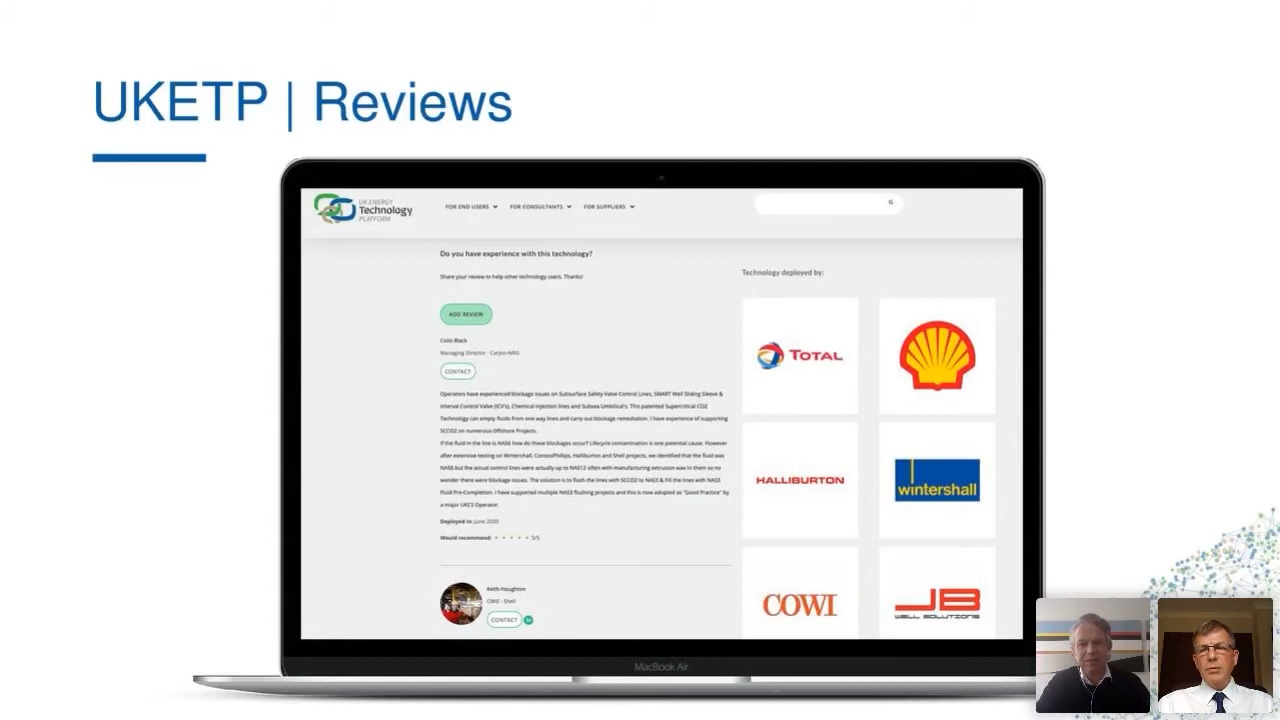 UKETP | Reviews
UK ENERGY
Technology
PLATFORM
FOR END USERS
FOR CONSULTANTS
FOR SUPPLIERS
Do you have experience with this technology?
Share your review to help other technology users. Thanks!
ADD REVIEW
Colin Black
Managing Director - Carjon-NRG
CONTACT
Operators have experienced blockage issues on Subsurface Safety Valve Control Lines, SMART Well Sliding Sleeve &
Interval Control Valve (ICV's), Chemical Injection lines and Subsea Umbilical's. This patented Supercritical CO2
Technology can empty fluids from one way lines and carry out blockage remediation. I have experience of supporting
SCCO2 on numerous Offshore Projects.
If the fluid in the line is NAS6 how do these blockages occur? Lifecycle contamination is one potential cause. However
after extensive testing on Wintershall, ConocoPhillips, Halliburton and Shell projects, we identified that the fluid was
NAS6 but the actual control lines were actually up to NAS12 often with manufacturing extrusion was in them so no
wonder there were blockage issues. The solution is to flush the lines with SCCO2 to NAS3 & Fill the lines with NAS3
Fluid Pre-Completion. I have supported multiple NAS3 flushing projects and this is now adopted as "Good Practise" by
a major UKCS Operator.
Deployed in: June 2020
Would recommend: 5/5
Keith Houghton
CWIE - Shell
CONTACT
in
Technology deployed by:
TOTAL
HALLIBURTON
wintershall
COWI
JB
WELL SOLUTIONS
MacBook Air